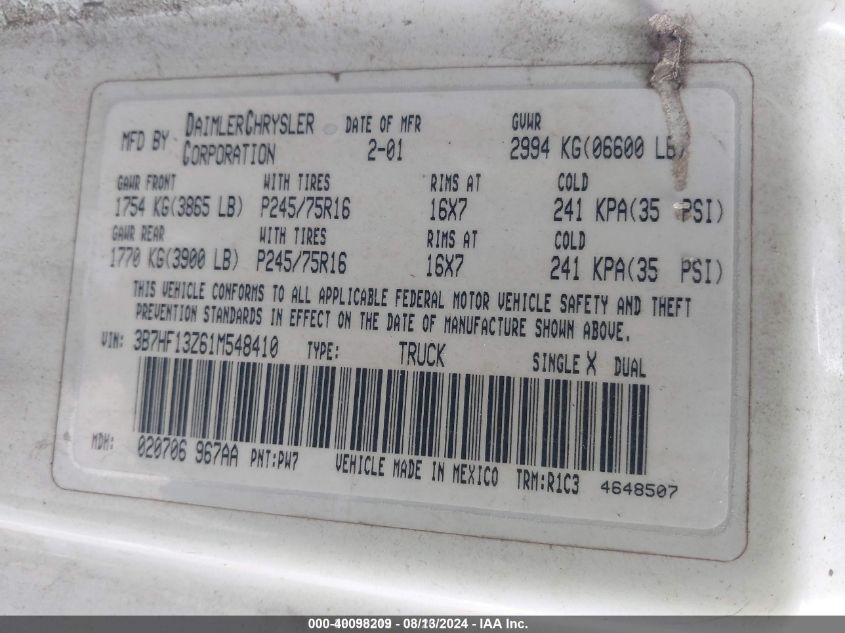 MFD BY DAIMLERCHRYSLER CORPORATION DATE OF MFR 2-01 GVWR 2994 KG(06600 LB)
GAWR FRONT WITH TIRES RIMS AT COLD
1754 KG(3865 LB) P245/75R16 16X7 241 KPA(35 PSI)
GAWR REAR WITH TIRES RIMS AT COLD
1770 KG(3900 LB) P245/75R16 16X7 241 KPA(35 PSI)
THIS VEHICLE CONFORMS TO ALL APPLICABLE FEDERAL MOTOR VEHICLE SAFETY AND THEFT
PREVENTION STANDARDS IN EFFECT ON THE DATE OF MANUFACTURE SHOWN ABOVE.
VIN: 3B7HF13Z61M548410 TYPE: TRUCK SINGLE X DUAL
MDH: 020706 967AA PNT:PW7 VEHICLE MADE IN MEXICO TRM:R1C3 4648507
000-40098209 - 08/13/2024 - IAA Inc.